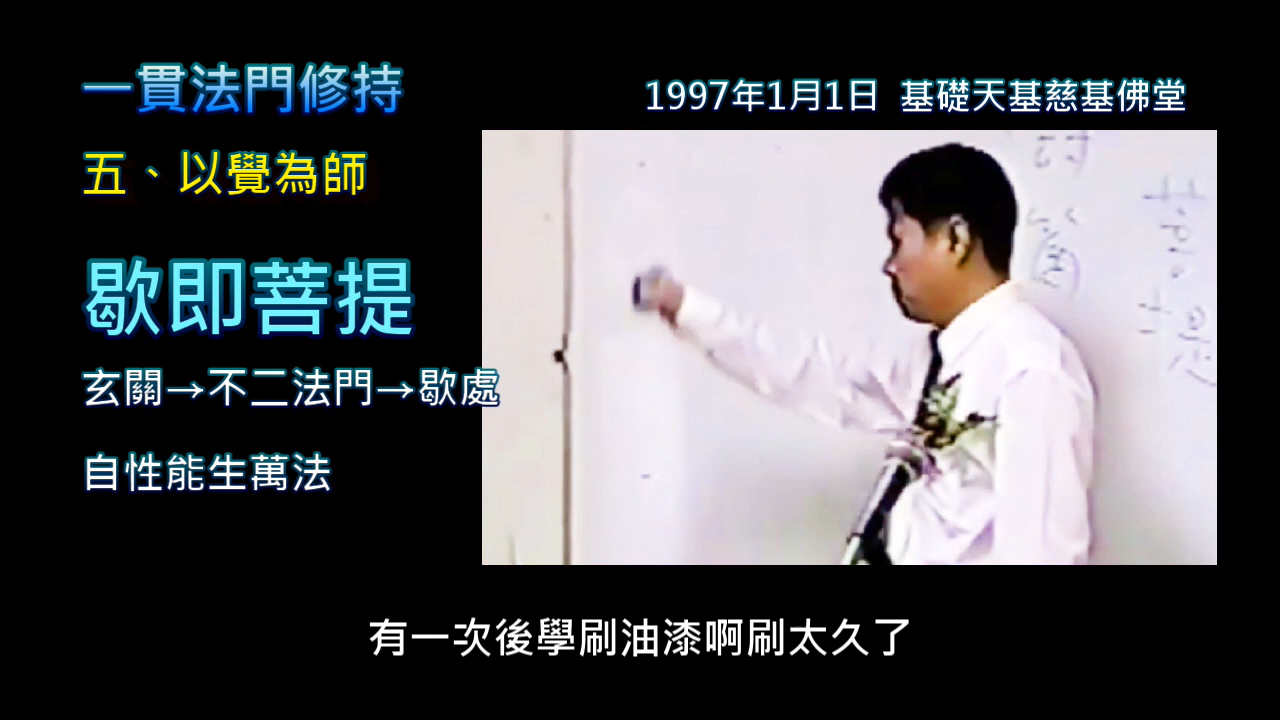 一貫法門修持
1997年1月1日 基礎天基慈基佛堂
五、以覺為師
歇即菩提
玄關→不二法門→歇處
自性能生萬法
有一次後學刷油漆啊刷太久了